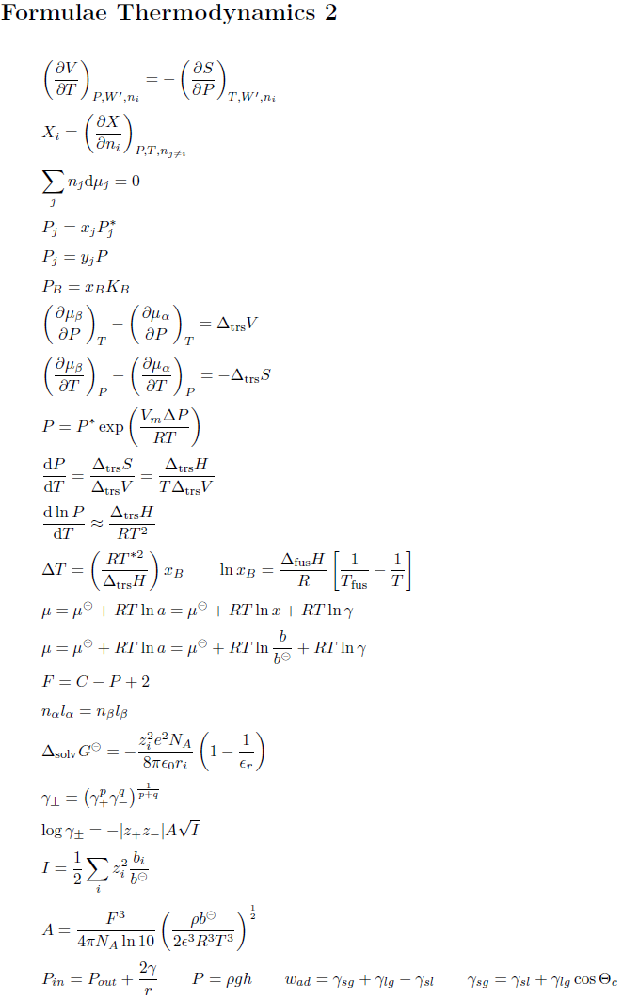 Formulae Thermodynamics 2
$\left(\frac{\partial V}{\partial T}\right)_{P,W',n_i} = -\left(\frac{\partial S}{\partial P}\right)_{T,W',n_i}$
$X_i = \left(\frac{\partial X}{\partial n_i}\right)_{P,T,n_{j\neq i}}$
$\sum_j n_j \mathrm{d}\mu_j = 0$
$P_j = x_j P_j^*$
$P_j = y_j P$
$P_B = x_B K_B$
$\left(\frac{\partial \mu_\beta}{\partial P}\right)_T - \left(\frac{\partial \mu_\alpha}{\partial P}\right)_T = \Delta_{\text{trs}} V$
$\left(\frac{\partial \mu_\beta}{\partial T}\right)_P - \left(\frac{\partial \mu_\alpha}{\partial T}\right)_P = -\Delta_{\text{trs}} S$
$P = P^* \exp\left(\frac{V_m \Delta P}{RT}\right)$
$\frac{\mathrm{d}P}{\mathrm{d}T} = \frac{\Delta_{\text{trs}} S}{\Delta_{\text{trs}} V} = \frac{\Delta_{\text{trs}} H}{T \Delta_{\text{trs}} V}$
$\frac{\mathrm{d}\ln P}{\mathrm{d}T} \approx \frac{\Delta_{\text{trs}} H}{RT^2}$
$\Delta T = \left(\frac{RT^{*2}}{\Delta_{\text{trs}} H}\right) x_B \qquad \ln x_B = \frac{\Delta_{\text{fus}} H}{R} \left[\frac{1}{T_{\text{fus}}} - \frac{1}{T}\right]$
$\mu = \mu^\ominus + RT \ln a = \mu^\ominus + RT \ln x + RT \ln \gamma$
$\mu = \mu^\ominus + RT \ln a = \mu^\ominus + RT \ln \frac{b}{b^\ominus} + RT \ln \gamma$
$F = C - P + 2$
$n_\alpha l_\alpha = n_\beta l_\beta$
$\Delta_{\text{solv}} G^\ominus = -\frac{z_i^2 e^2 N_A}{8\pi\epsilon_0 r_i} \left(1 - \frac{1}{\epsilon_r}\right)$
$\gamma_\pm = \left(\gamma_+^p \gamma_-^q\right)^{\frac{1}{p+q}}$
$\log \gamma_\pm = -|z_+ z_-| A \sqrt{I}$
$I = \frac{1}{2} \sum_i z_i^2 \frac{b_i}{b^\ominus}$
$A = \frac{F^3}{4\pi N_A \ln 10} \left(\frac{\rho b^\ominus}{2\epsilon^3 R^3 T^3}\right)^{\frac{1}{2}}$
$P_{in} = P_{out} + \frac{2\gamma}{r} \qquad P = \rho g h \qquad w_{ad} = \gamma_{sg} + \gamma_{lg} - \gamma_{sl} \qquad \gamma_{sg} = \gamma_{sl} + \gamma_{lg} \cos \Theta_c$